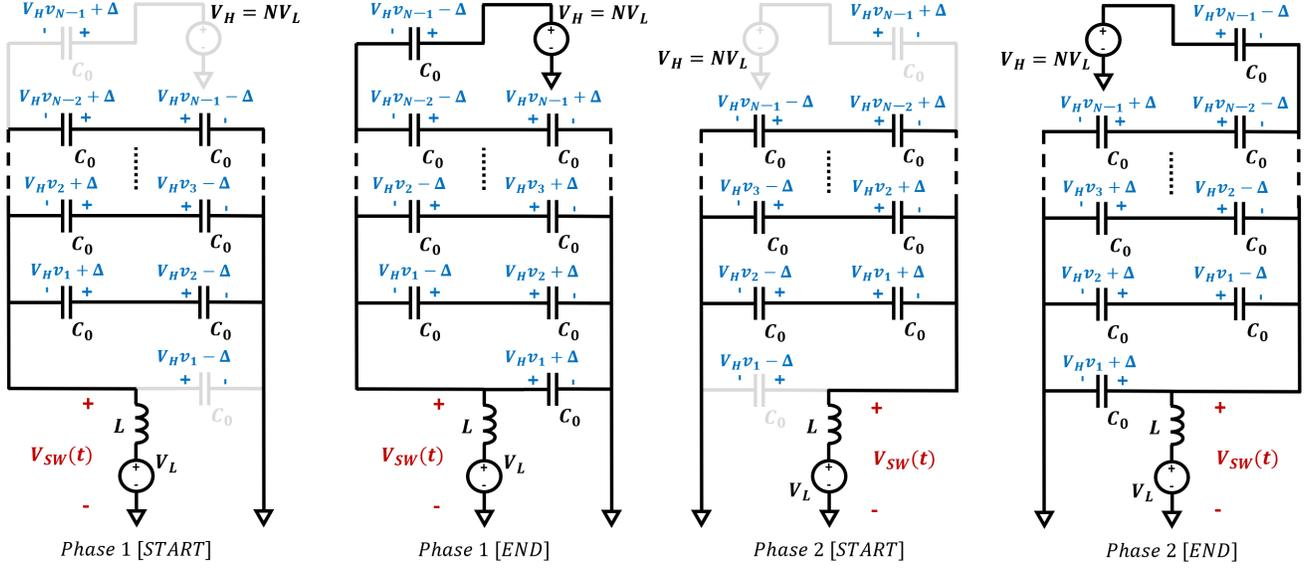 V_H v_{N−1} + Δ
V_H = NV_L
- +
+
-
C_0
V_H v_{N−2} + Δ V_H v_{N−1} − Δ
- + + -
C_0 C_0
V_H v_2 + Δ V_H v_3 − Δ
- + + -
C_0 C_0
V_H v_1 + Δ V_H v_2 − Δ
- + + -
C_0 C_0
V_H v_1 − Δ
+ -
C_0
+
L
V_SW(t)
+
-
V_L
-
Phase 1 [START]
V_H v_{N−1} − Δ
V_H = NV_L
- +
+
-
C_0
V_H v_{N−2} − Δ V_H v_{N−1} + Δ
- + + -
C_0 C_0
V_H v_2 − Δ V_H v_3 + Δ
- + + -
C_0 C_0
V_H v_1 − Δ V_H v_2 + Δ
- + + -
C_0 C_0
V_H v_1 + Δ
+ -
C_0
+
L
V_SW(t)
+
-
V_L
-
Phase 1 [END]
V_H v_{N−1} + Δ
+ -
+
-
V_H = NV_L
C_0
V_H v_{N−1} − Δ V_H v_{N−2} + Δ
- + + -
C_0 C_0
V_H v_3 − Δ V_H v_2 + Δ
- + + -
C_0 C_0
V_H v_2 − Δ V_H v_1 + Δ
- + + -
C_0 C_0
V_H v_1 − Δ
- +
C_0
+
L
V_SW(t)
+
-
V_L
-
Phase 2 [START]
V_H v_{N−1} − Δ
+ -
+
-
V_H = NV_L
C_0
V_H v_{N−1} + Δ V_H v_{N−2} − Δ
- + + -
C_0 C_0
V_H v_3 + Δ V_H v_2 − Δ
- + + -
C_0 C_0
V_H v_2 + Δ V_H v_1 − Δ
- + + -
C_0 C_0
V_H v_1 + Δ
- +
C_0
+
L
V_SW(t)
+
-
V_L
-
Phase 2 [END]